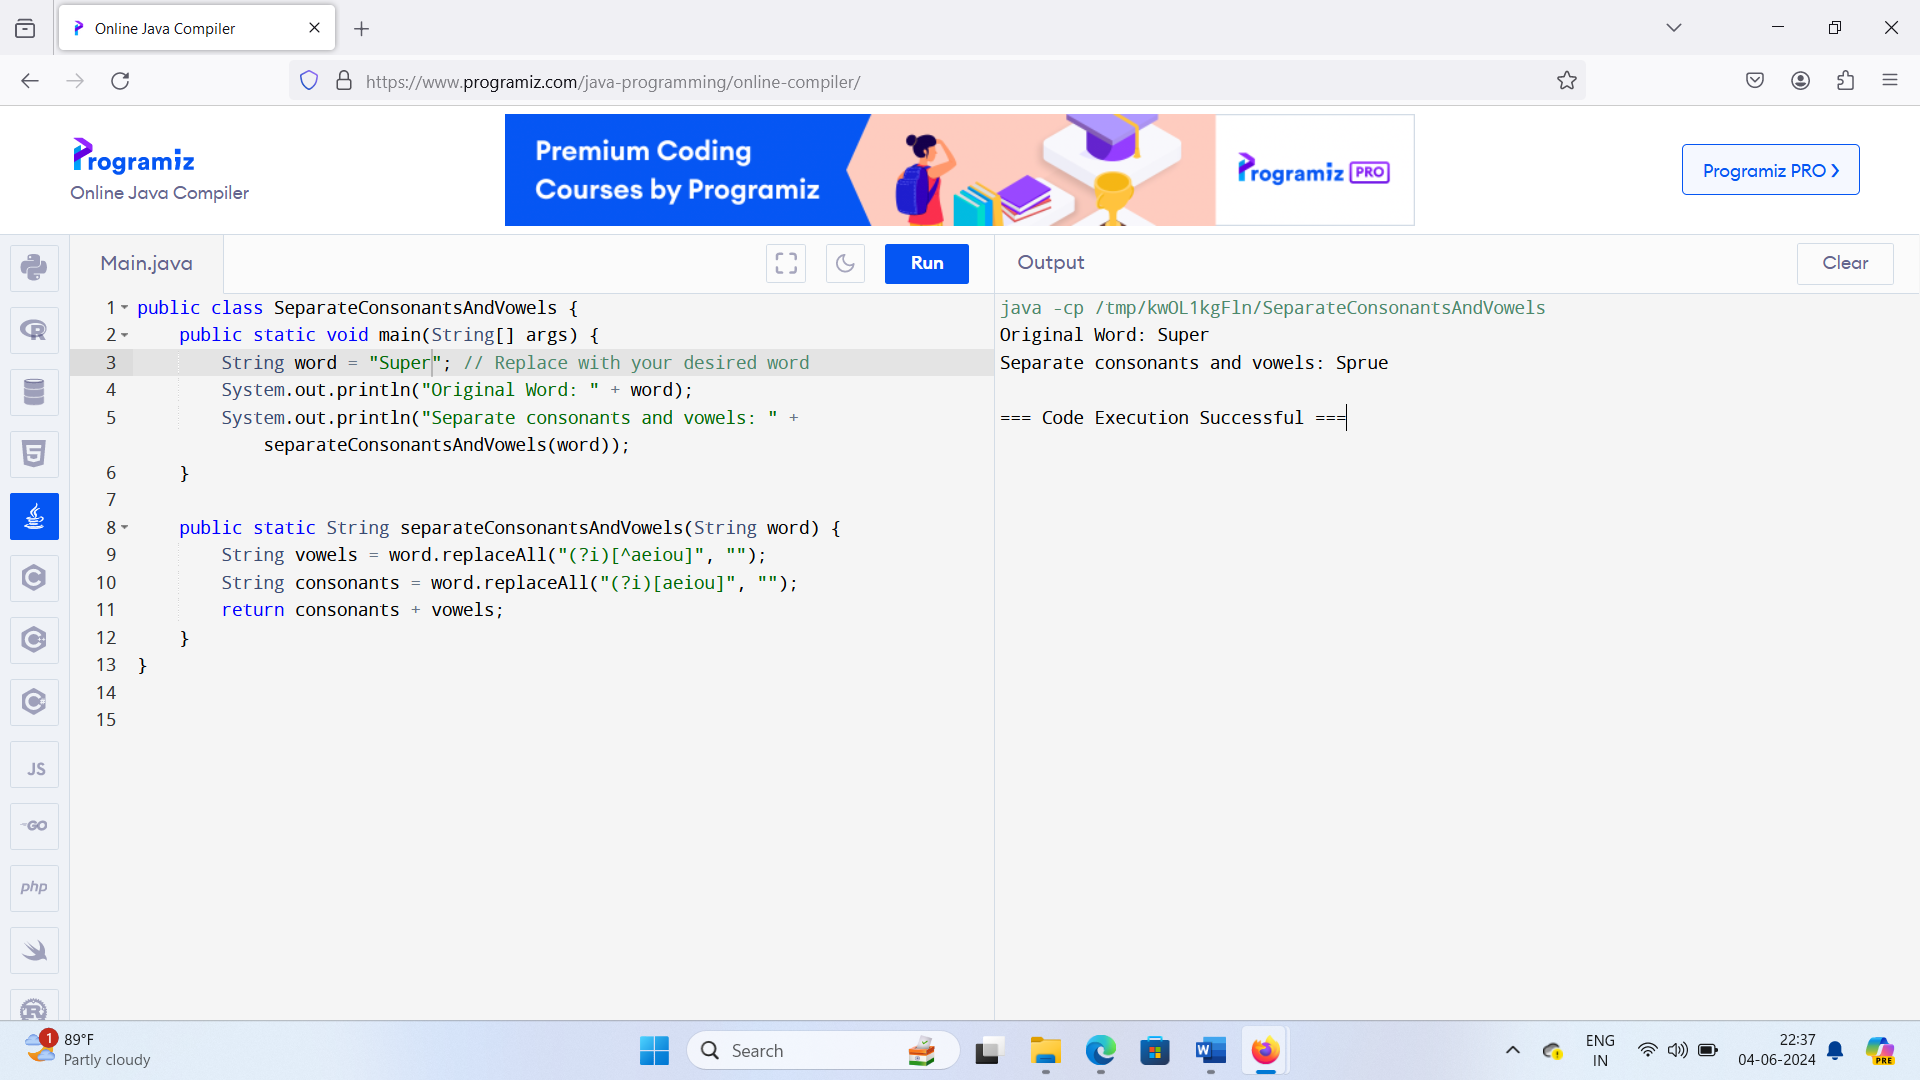 Online Java Compiler
https://www.programiz.com/java-programming/online-compiler/
Programiz
Online Java Compiler
Premium Coding
Courses by Programiz
Programiz PRO
Programiz PRO
Main.java
Run
Output
Clear
1 public class SeparateConsonantsAndVowels {
2 public static void main(String[] args) {
3 String word = "Super"; // Replace with your desired word
4 System.out.println("Original Word: " + word);
5 System.out.println("Separate consonants and vowels: " +
separateConsonantsAndVowels(word));
6 }
7
8 public static String separateConsonantsAndVowels(String word) {
9 String vowels = word.replaceAll("(?i)[^aeiou]", "");
10 String consonants = word.replaceAll("(?i)[aeiou]", "");
11 return consonants + vowels;
12 }
13 }
14
15
java -cp /tmp/kwOL1kgFln/SeparateConsonantsAndVowels
Original Word: Super
Separate consonants and vowels: Sprue
=== Code Execution Successful ===
R
5
C
C
C
JS
GO
php
R
1
89°F
Partly cloudy
Search
W
ENG
IN
22:37
04-06-2024
PRE